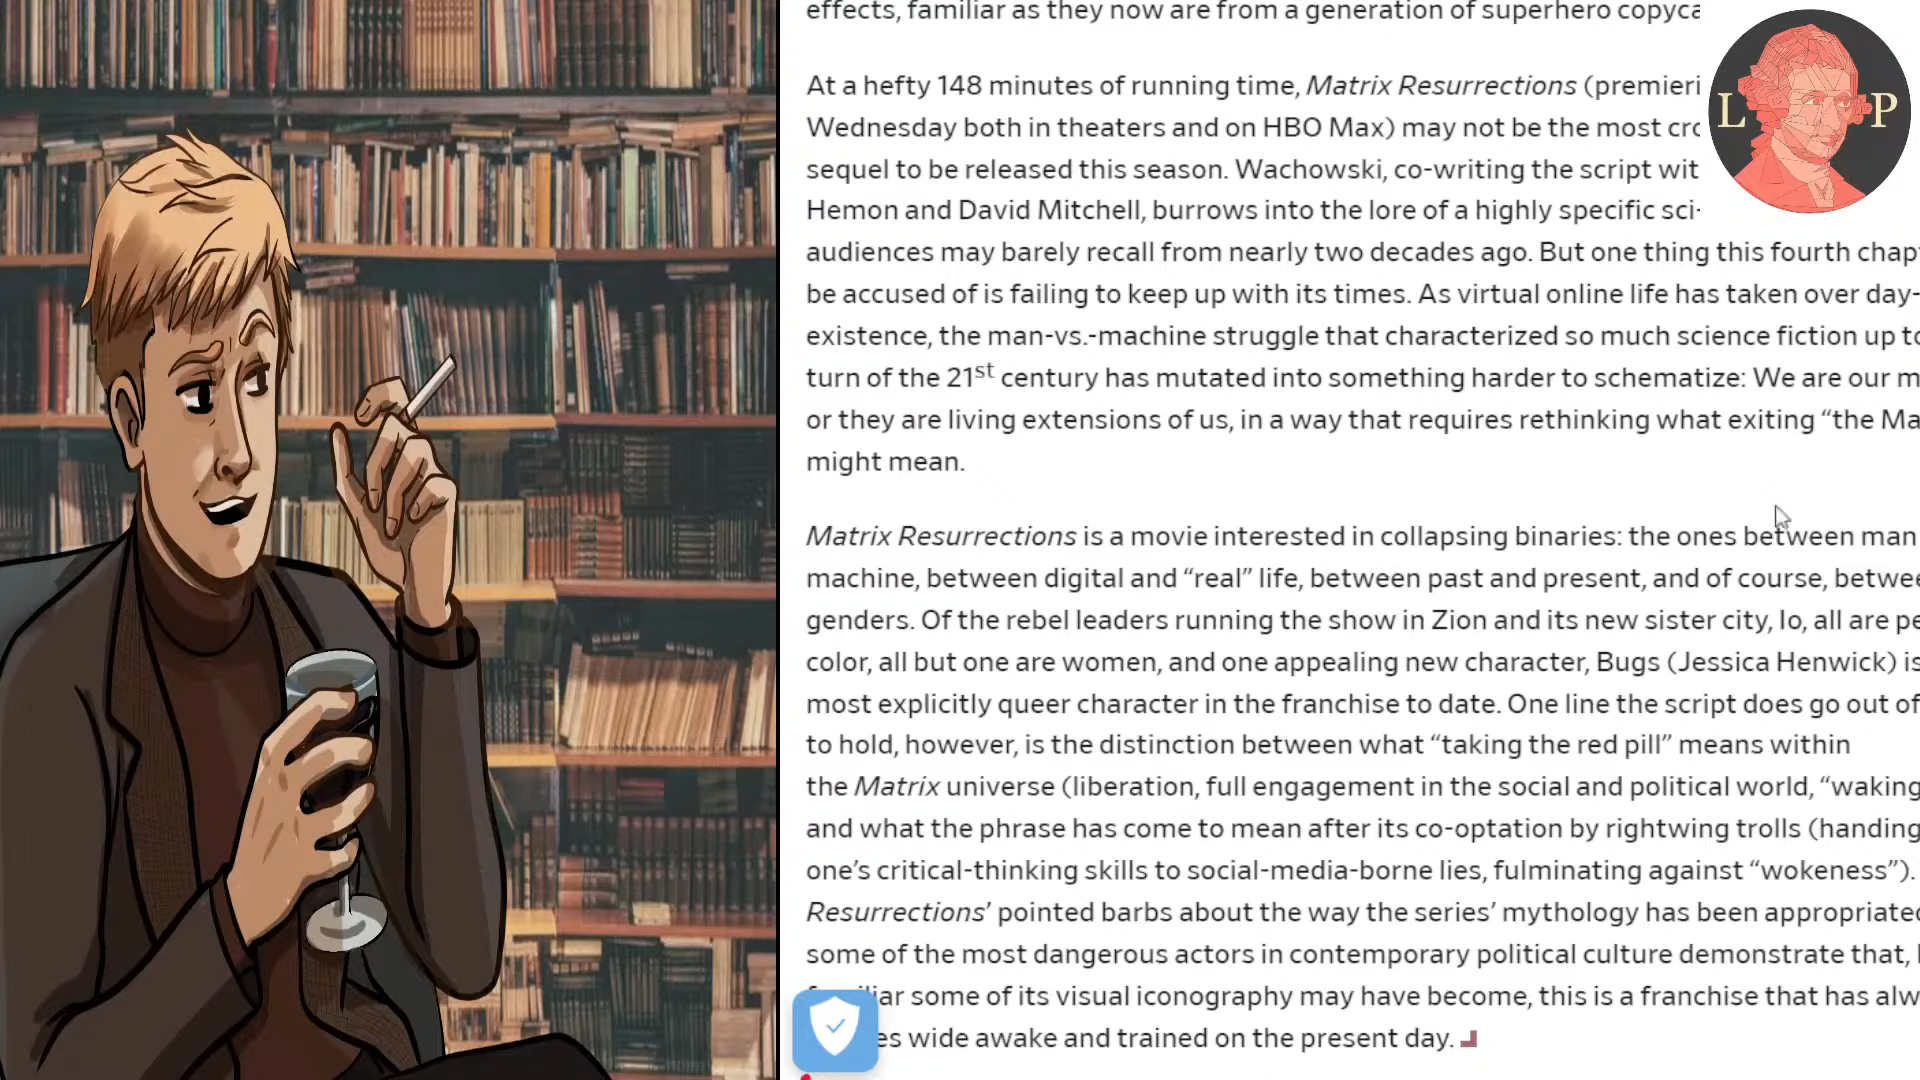 effects, familiar as they now are from a generation of superhero
At a hefty 148 minutes of running time, Matrix Resurrections
Wednesday both in theaters and on HBO Max) may not be the most
sequel to be released this season. Wachowski, co-writing the script
Hemon and David Mitchell, burrows into the lore of a highly specific sci-
audiences may barely recall from nearly two decades ago. But one thing this fourth
be accused of is failing to keep up with its times. As virtual online life has taken over day-
existence, the man-vs.-machine struggle that characterized so much science fiction up
turn of the 21st century has mutated into something harder to schematize: We are our
or they are living extensions of us, in a way that requires rethinking what exiting “the
might mean.
Matrix Resurrections is a movie interested in collapsing binaries: the ones between man
machine, between digital and “real” life, between past and present, and of course,
genders. Of the rebel leaders running the show in Zion and its new sister city, Io, all are
color, all but one are women, and one appealing new character, Bugs (Jessica Henwick)
most explicitly queer character in the franchise to date. One line the script does go out of
to hold, however, is the distinction between what “taking the red pill” means within
the Matrix universe (liberation, full engagement in the social and political world, “waking
and what the phrase has come to mean after its co-optation by rightwing trolls (handing
one’s critical-thinking skills to social-media-borne lies, fulminating against “wokeness”).
Resurrections’ pointed barbs about the way the series’ mythology has been
some of the most dangerous actors in contemporary political culture demonstrate that,
some of its visual iconography may have become, this is a franchise that has
wide awake and trained on the present day.
L P